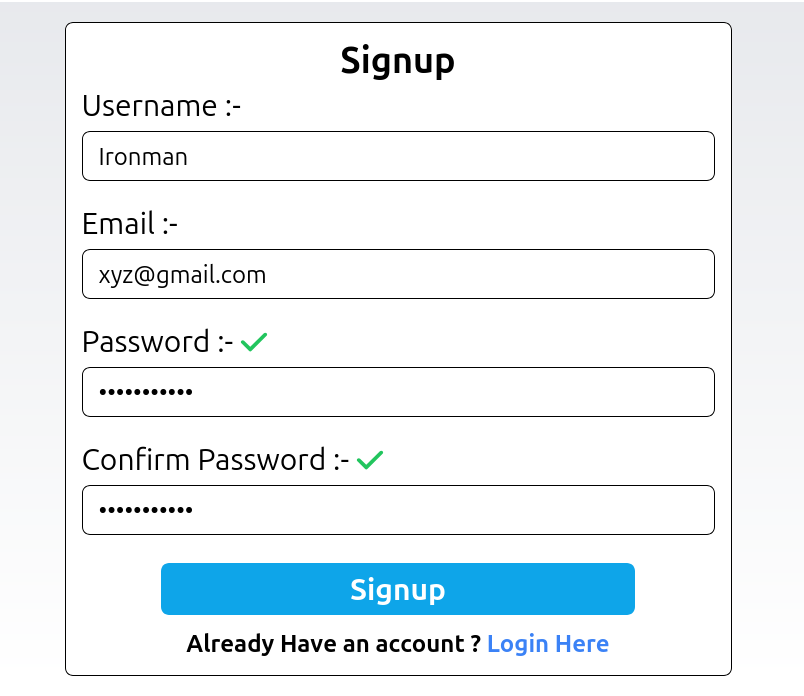 Signup
Username :-
Ironman
Email :-
xyz@gmail.com
Password :-
•••••••••••
Confirm Password :-
•••••••••••
Signup
Already Have an account ? Login Here